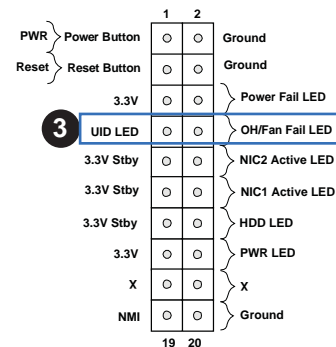 1 2
PWR Power Button Ground
Reset Reset Button Ground
3.3V Power Fail LED
3 UID LED OH/Fan Fail LED
3.3V Stby NIC2 Active LED
3.3V Stby NIC1 Active LED
3.3V Stby HDD LED
3.3V PWR LED
X X
NMI Ground
19 20